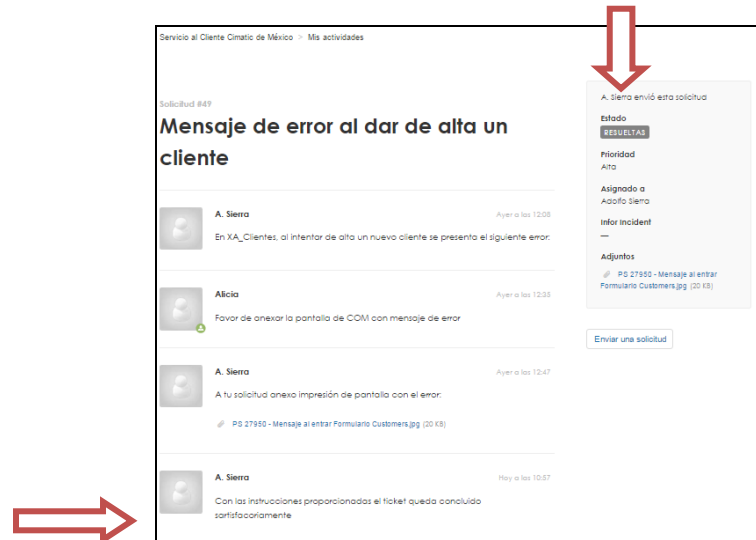 Servicio al Cliente Cimatic de México > Mis actividades
Solicitud #49
Mensaje de error al dar de alta un
cliente
A. Sierra
Ayer a las 12:08
En XA_Clientes, al intentar de alta un nuevo cliente se presenta el siguiente error:
Alicia
Ayer a las 12:35
Favor de anexar la pantalla de COM con mensaje de error
A. Sierra
Ayer a las 12:47
A tu solicitud anexo impresión de pantalla con el error:
PS 27950 - Mensaje al entrar Formulario Customers.jpg (20 KB)
A. Sierra
Hoy a las 10:57
Con las instrucciones proporcionadas el ticket queda concluido
sartisfacoriamente
A. Sierra envió esta solicitud
Estado
RESUELTAS
Prioridad
Alta
Asignado a
Adolfo Sierra
Infor Incident
—
Adjuntos
PS 27950 - Mensaje al entrar
Formulario Customers.jpg (20 KB)
Enviar una solicitud